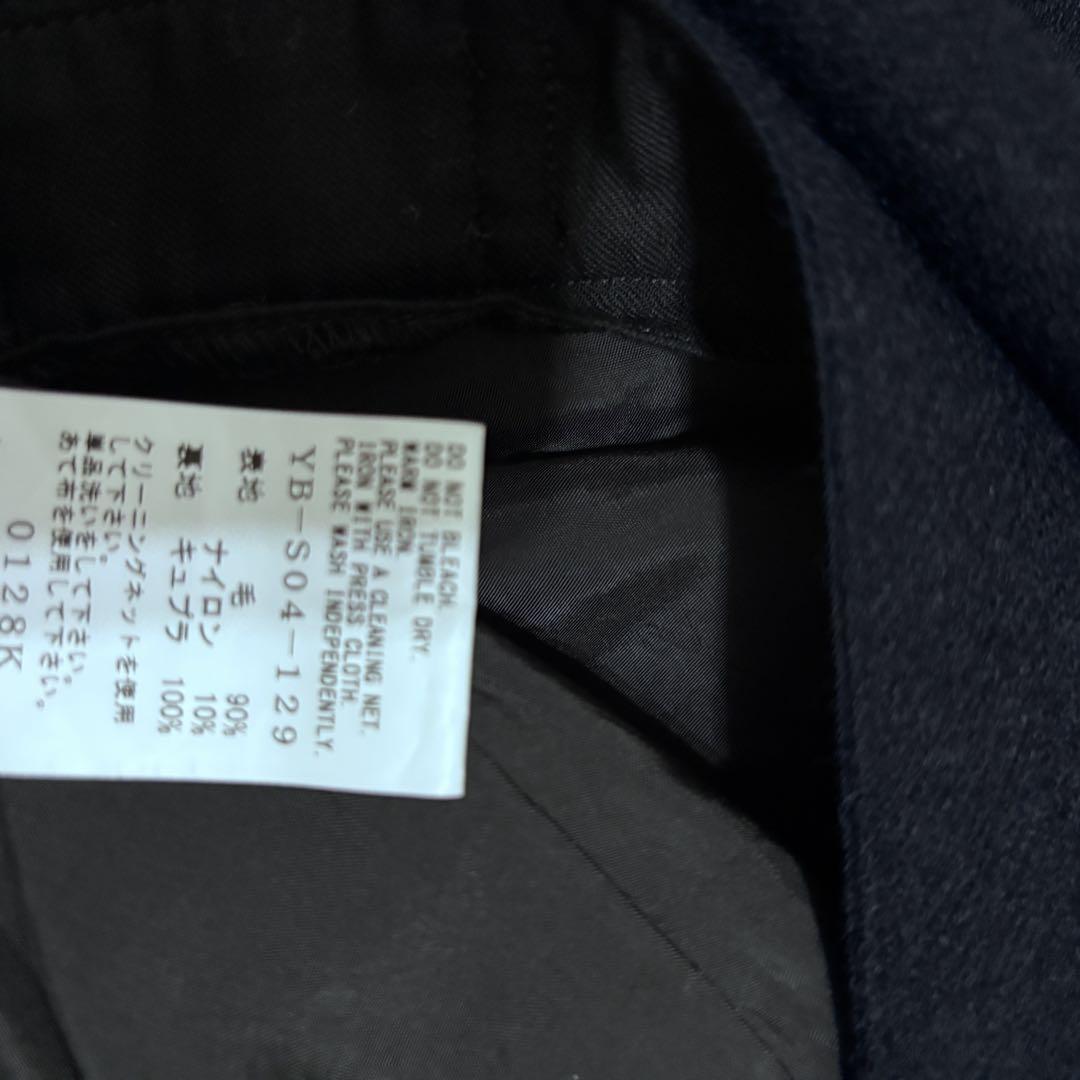 DO NOT BLEACH.
DO NOT TUMBLE DRY.
WARM IRON.
PLEASE USE A CLEANING NET.
IRON WITH PRESS CLOTH.
PLEASE WASH INDEPENDENTLY.
YB-S04-129
表地 毛 90%
ナイロン 10%
裏地 キュプラ 100%
クリーニングネットを使用
して下さい。
単品洗いをして下さい。
あて布を使用して下さい。
0128K